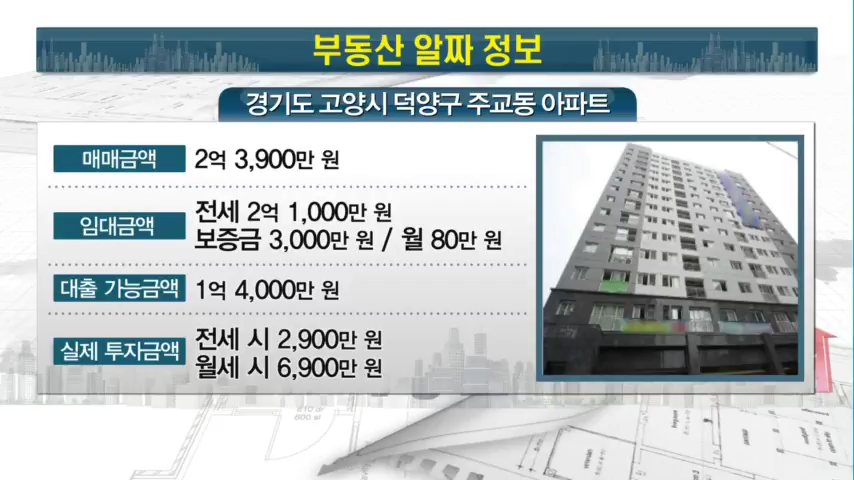 부동산 알짜 정보
경기도 고양시 덕양구 주교동 아파트
매매금액 2억 3,900만 원
임대금액 전세 2억 1,000만 원
보증금 3,000만 원 / 월 80만 원
대출 가능금액 1억 4,000만 원
실제 투자금액 전세 시 2,900만 원
월세 시 6,900만 원